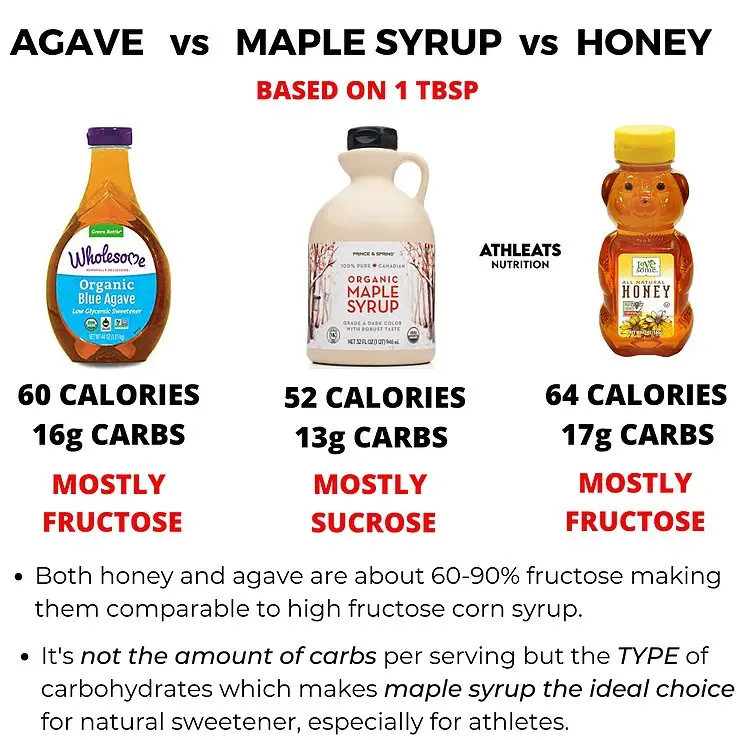 AGAVE vs MAPLE SYRUP vs HONEY
BASED ON 1 TBSP
Green Bottle
Wholesome
Organic
Blue Agave
Low Glycemic Sweetener
PRINCE & SPRING
100% PURE CANADIAN
ORGANIC
MAPLE
SYRUP
GRADE A DARK COLOR
WITH ROBUST TASTE
NET 32 FL OZ (1 QT) 946 mL
ATHLEATS
NUTRITION
love
some
ALL NATURAL
HONEY
60 CALORIES
16g CARBS
MOSTLY
FRUCTOSE
52 CALORIES
13g CARBS
MOSTLY
SUCROSE
64 CALORIES
17g CARBS
MOSTLY
FRUCTOSE
• Both honey and agave are about 60-90% fructose making
them comparable to high fructose corn syrup.
• It's not the amount of carbs per serving but the TYPE of
carbohydrates which makes maple syrup the ideal choice
for natural sweetener, especially for athletes.